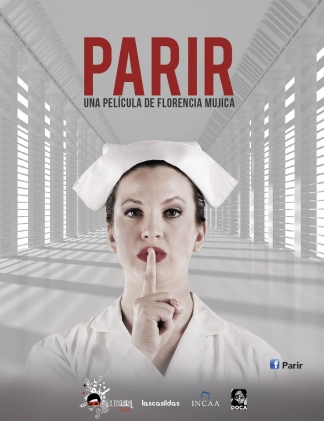 PARIR
UNA PELÍCULA DE FLORENCIA MUJICA
f Parir
lascasildas
INCAA
DOCA